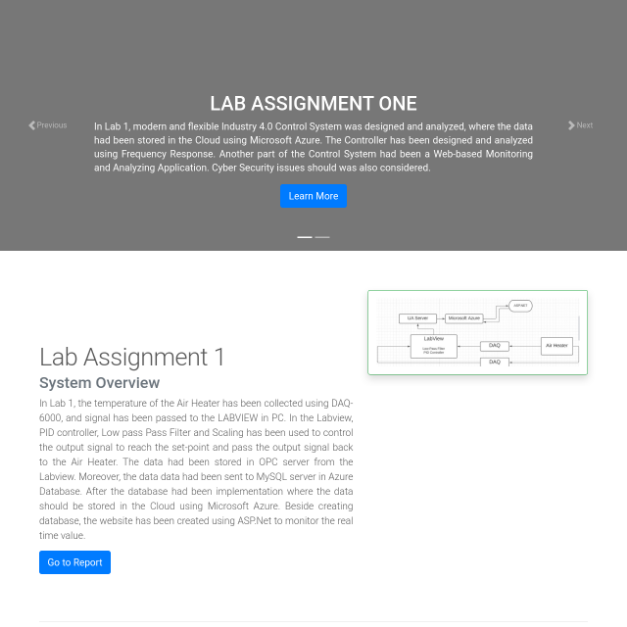 LAB ASSIGNMENT ONE
Previous
In Lab 1, modern and flexible Industry 4.0 Control System was designed and analyzed, where the data
had been stored in the Cloud using Microsoft Azure. The Controller has been designed and analyzed
using Frequency Response. Another part of the Control System had been a Web-based Monitoring
and Analyzing Application. Cyber Security issues should was also considered.
Next
Learn More
ASP.NET
UA Server
Microsoft Azure
LabView
Low Pass Filter
PID Controller
DAQ
Air Heater
DAQ
Lab Assignment 1
System Overview
In Lab 1, the temperature of the Air Heater has been collected using DAQ-
6000, and signal has been passed to the LABVIEW in PC. In the Labview,
PID controller, Low pass Pass Filter and Scaling has been used to control
the output signal to reach the set-point and pass the output signal back
to the Air Heater. The data had been stored in OPC server from the
Labview. Moreover, the data data had been sent to MySQL server in Azure
Database. After the database had been implementation where the data
should be stored in the Cloud using Microsoft Azure. Beside creating
database, the website has been created using ASP.Net to monitor the real
time value.
Go to Report